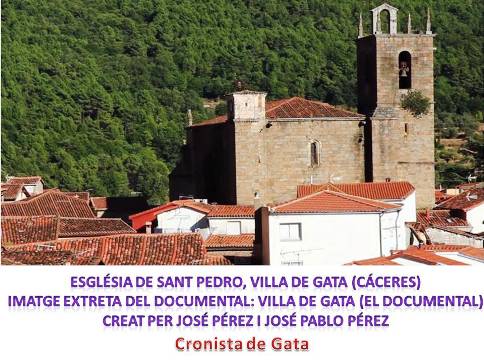 ESGLÉSIA DE SANT PEDRO, VILLA DE GATA (CÁCERES)
IMATGE EXTRETA DEL DOCUMENTAL: VILLA DE GATA (EL DOCUMENTAL)
CREAT PER JOSÉ PÉREZ I JOSÉ PABLO PÉREZ
Cronista de Gata